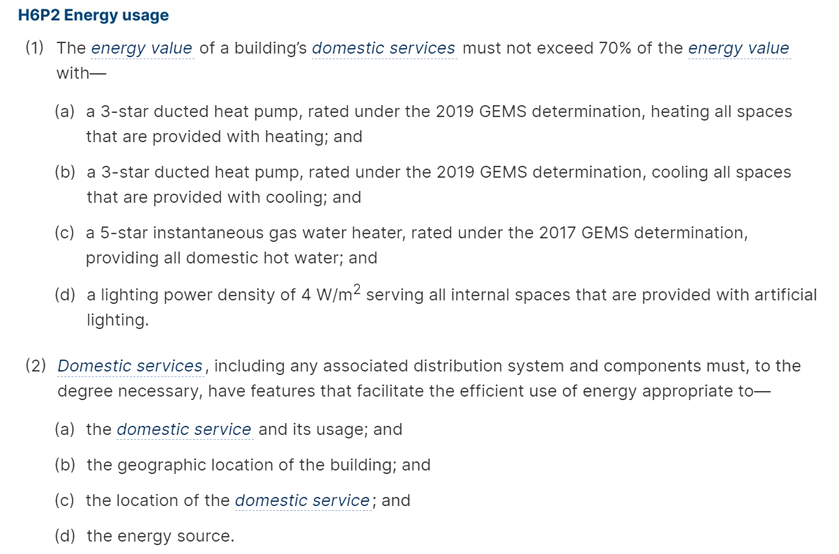 H6P2 Energy usage
(1) The energy value of a building's domestic services must not exceed 70% of the energy value
with—
(a) a 3-star ducted heat pump, rated under the 2019 GEMS determination, heating all spaces
that are provided with heating; and
(b) a 3-star ducted heat pump, rated under the 2019 GEMS determination, cooling all spaces
that are provided with cooling; and
(c) a 5-star instantaneous gas water heater, rated under the 2017 GEMS determination,
providing all domestic hot water; and
(d) a lighting power density of 4 W/m² serving all internal spaces that are provided with artificial
lighting.
(2) Domestic services, including any associated distribution system and components must, to the
degree necessary, have features that facilitate the efficient use of energy appropriate to—
(a) the domestic service and its usage; and
(b) the geographic location of the building; and
(c) the location of the domestic service; and
(d) the energy source.